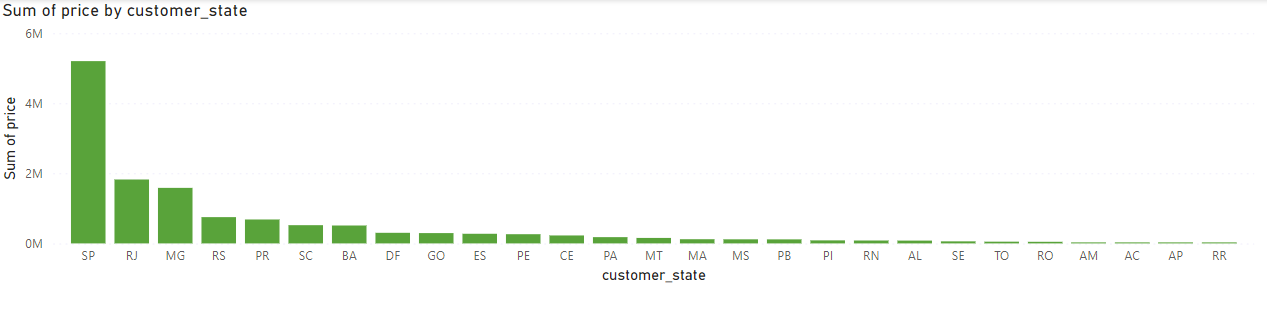 Sum of price by customer_state
6M
4M
2M
0M
Sum of price
SP RJ MG RS PR SC BA DF GO ES PE CE PA MT MA MS PB PI RN AL SE TO RO AM AC AP RR
customer_state